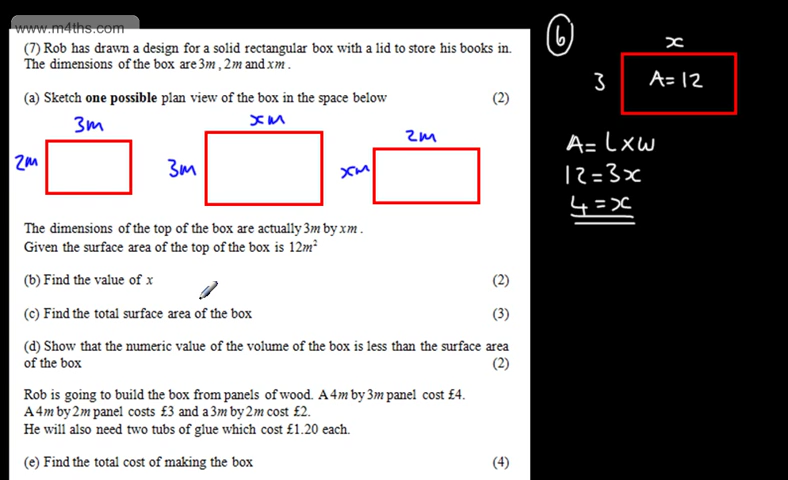 www.m4ths.com
(7) Rob has drawn a design for a solid rectangular box with a lid to store his books in.
The dimensions of the box are 3m , 2m and xm .
(a) Sketch one possible plan view of the box in the space below (2)
3m
2m
xm
3m
2m
xm
The dimensions of the top of the box are actually 3m by xm .
Given the surface area of the top of the box is 12m²
(b) Find the value of x (2)
(c) Find the total surface area of the box (3)
(d) Show that the numeric value of the volume of the box is less than the surface area
of the box (2)
Rob is going to build the box from panels of wood. A 4m by 3m panel cost £4.
A 4m by 2m panel costs £3 and a 3m by 2m cost £2.
He will also need two tubs of glue which cost £1.20 each.
(e) Find the total cost of making the box (4)
b
x
3
A=12
A= L x W
12=3x
4=x